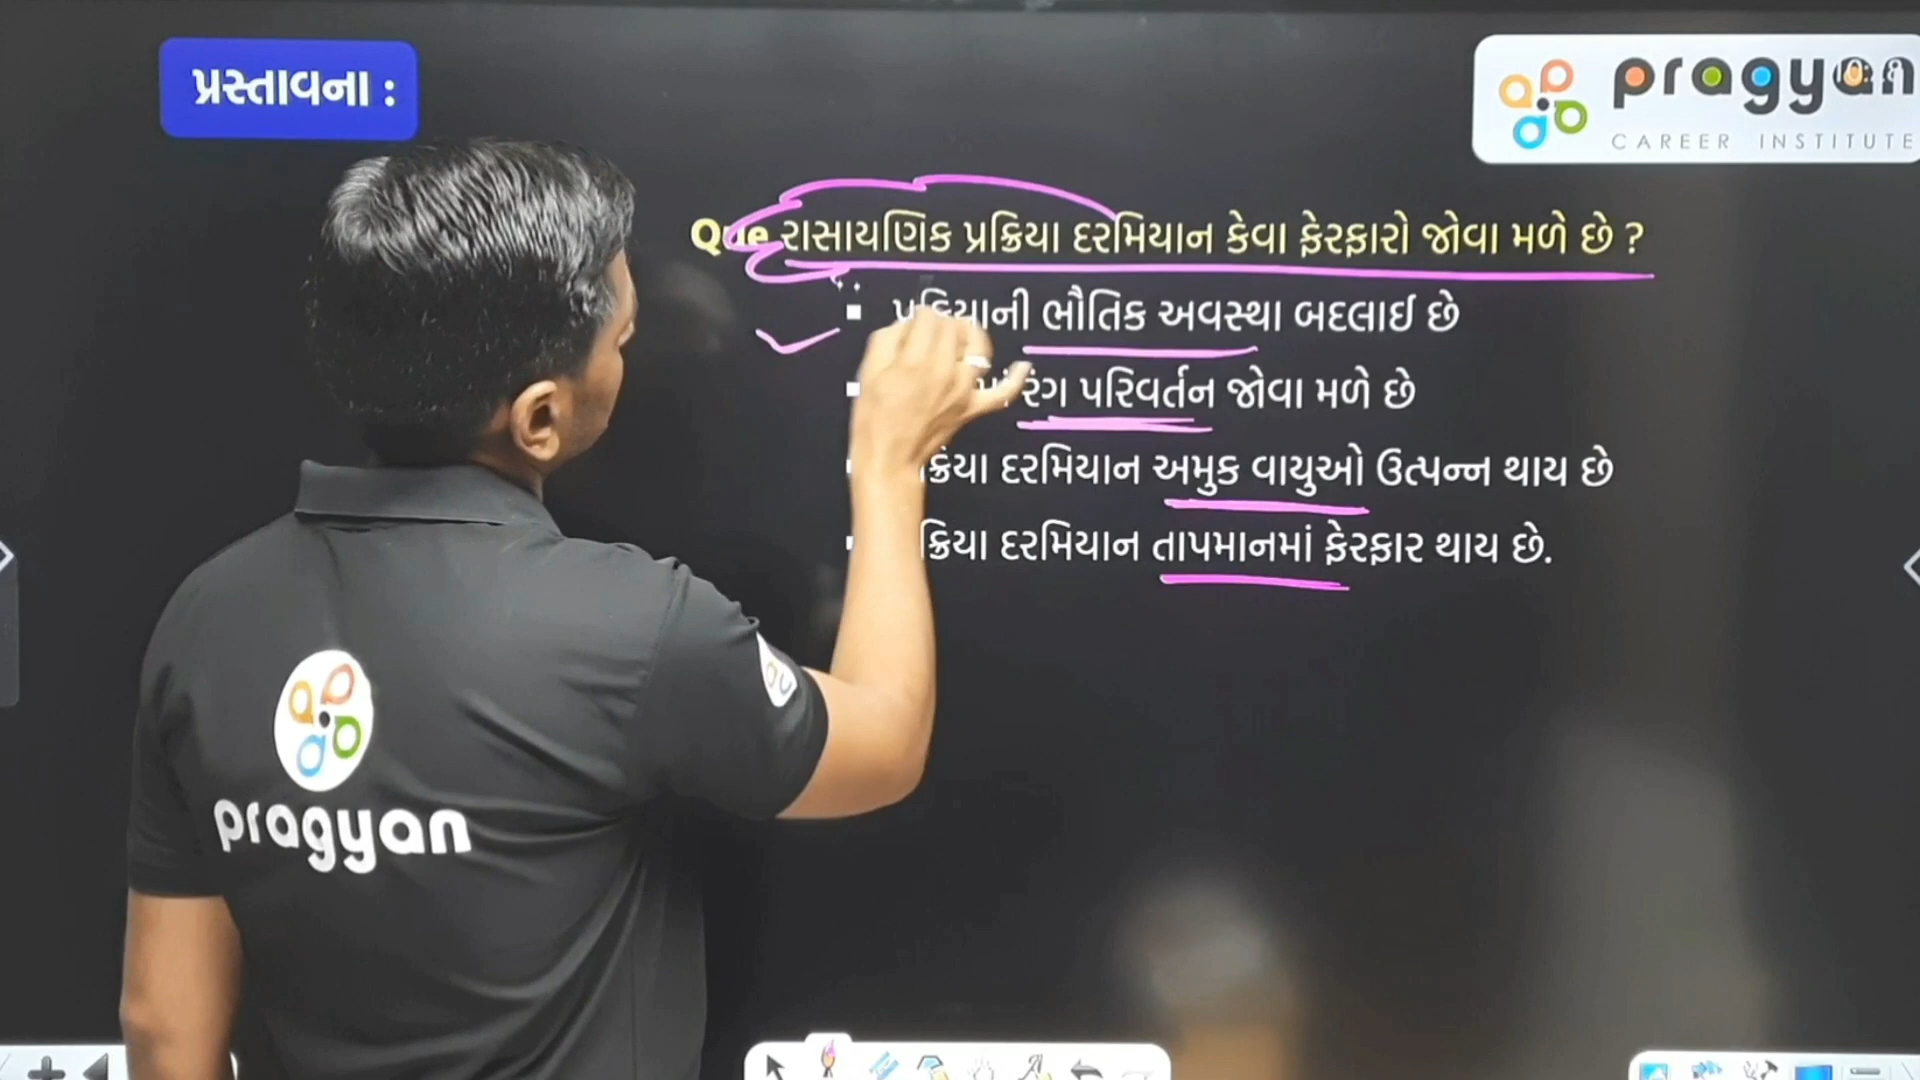 પ્રસ્તાવના :
pragyan
CAREER INSTITUTE
Que રાસાયણિક પ્રક્રિયા દરમિયાન કેવા ફેરફારો જોવા મળે છે ?
▪ પ્રક્રિયાની ભૌતિક અવસ્થા બદલાઈ છે
▪ રંગ પરિવર્તન જોવા મળે છે
દરમિયાન અમુક વાયુઓ ઉત્પન્ન થાય છે
દરમિયાન તાપમાનમાં ફેરફાર થાય છે.
pragyan